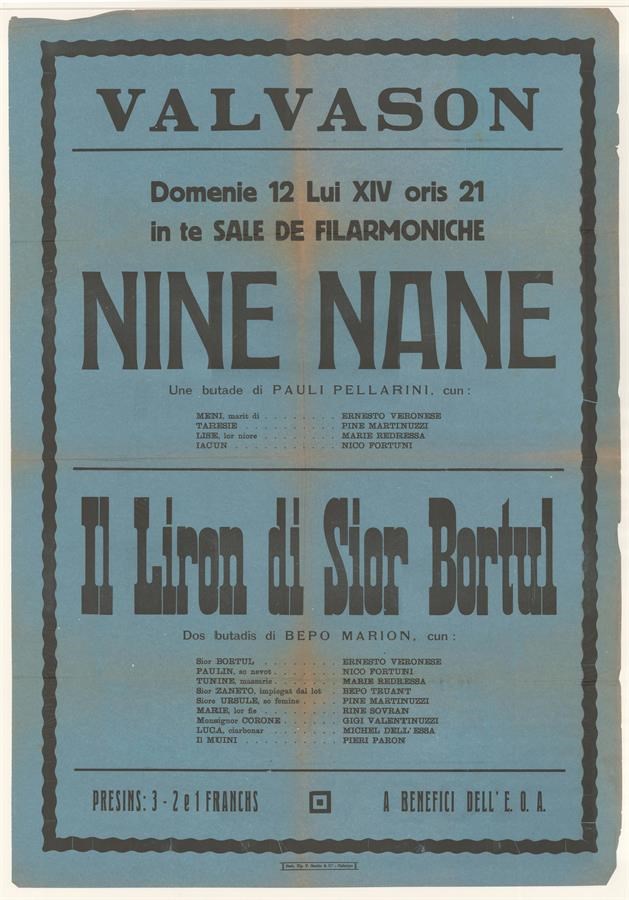 VALVASON
Domenie 12 Lui XIV oris 21
in te SALE DE FILARMONICHE
NINE NANE
Une butade di PAULI PELLARINI, cun:
MENI, marit di . . . . . . . . ERNESTO VERONESE
TARESIE . . . . . . . . PINE MARTINUZZI
LISE, lor niore . . . . . . . . MARIE REDRESSA
IACUN . . . . . . . . NICO FORTUNI
Il Liron di Sior Bortul
Dos butadis di BEPO MARION, cun:
Sior BORTUL . . . . . . . . ERNESTO VERONESE
PAULIN, so nevot . . . . . . . . NICO FORTUNI
TUNINE, massarie . . . . . . . . MARIE REDRESSA
Sior ZANETO, impiegat dal lot BEPO TRUANT
Siore URSULE, so femine . . . . PINE MARTINUZZI
MARIE, lor fie . . . . . . . . RINE SOVRAN
Monsignor CORONE . . . . . . GIGI VALENTINUZZI
LUCA, ciarbonar . . . . . . . . MICHEL DELL'ESSA
Il MUINI . . . . . . . . PIERI PARON
PRESINS: 3 - 2 e 1 FRANCHS
A BENEFICI DELL'E. O. A.